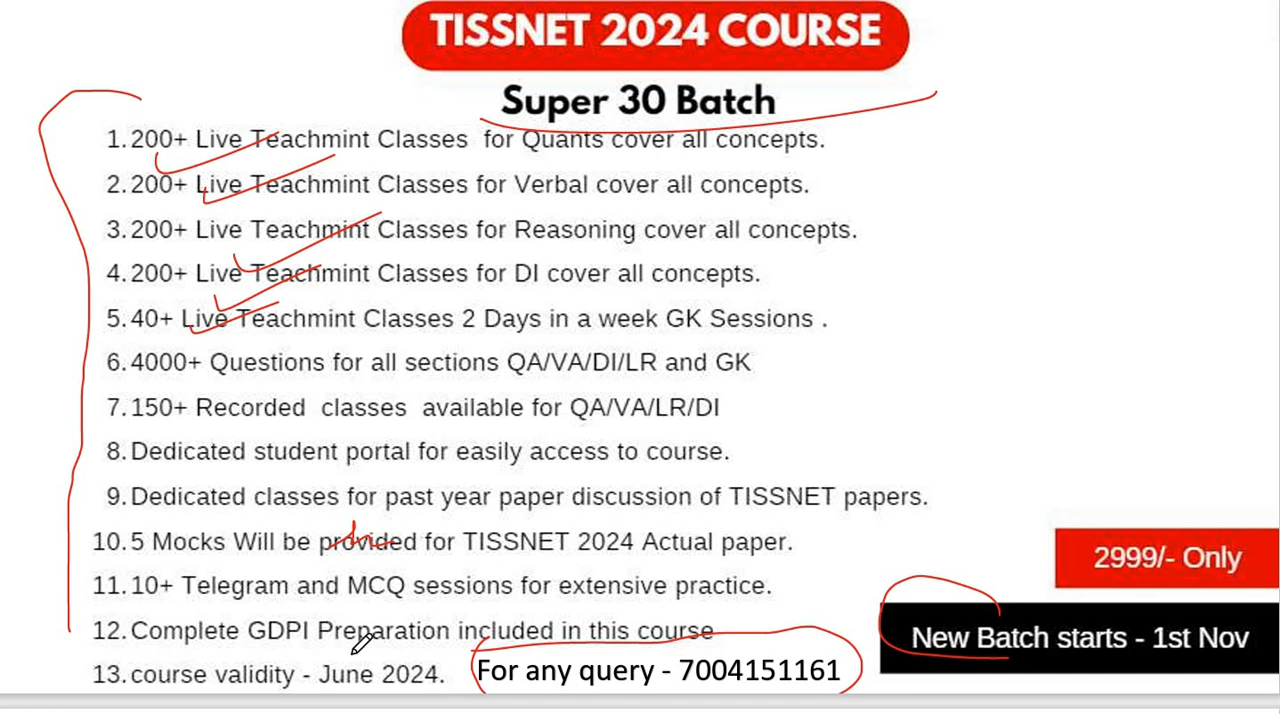 TISSNET 2024 COURSE
Super 30 Batch
1. 200+ Live Teachmint Classes for Quants cover all concepts.
2. 200+ Live Teachmint Classes for Verbal cover all concepts.
3. 200+ Live Teachmint Classes for Reasoning cover all concepts.
4. 200+ Live Teachmint Classes for DI cover all concepts.
5. 40+ Live Teachmint Classes 2 Days in a week GK Sessions .
6. 4000+ Questions for all sections QA/VA/DI/LR and GK
7. 150+ Recorded classes available for QA/VA/LR/DI
8. Dedicated student portal for easily access to course.
9. Dedicated classes for past year paper discussion of TISSNET papers.
10. 5 Mocks Will be provided for TISSNET 2024 Actual paper.
11. 10+ Telegram and MCQ sessions for extensive practice.
12. Complete GDPI Preparation included in this course
13. course validity - June 2024.
For any query - 7004151161
2999/- Only
New Batch starts - 1st Nov